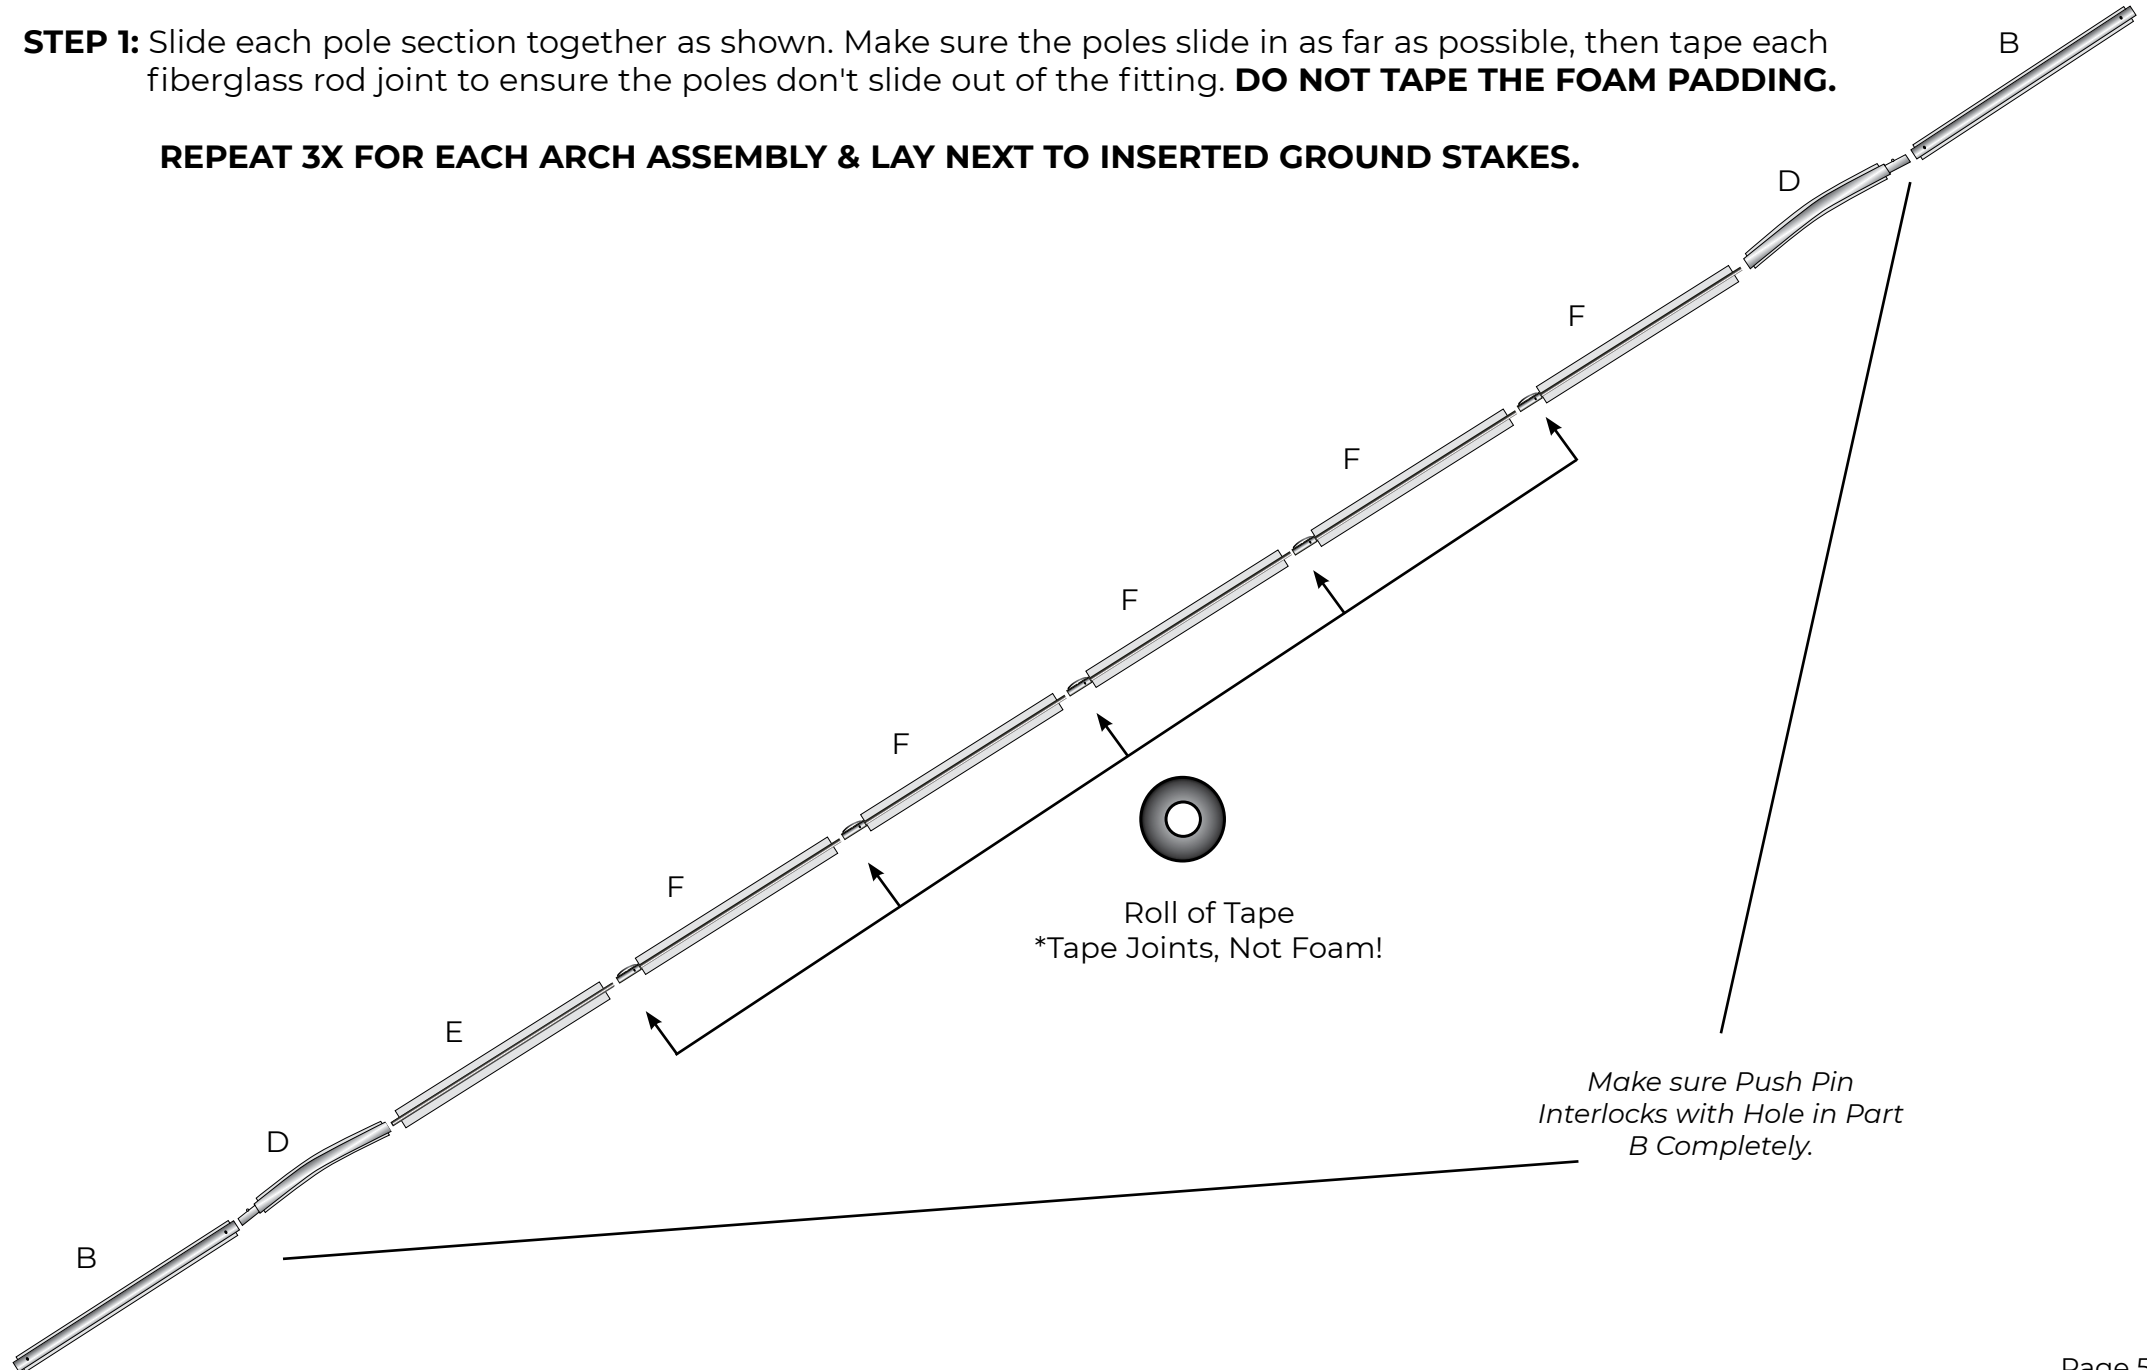 STEP 1: Slide each pole section together as shown. Make sure the poles slide in as far as possible, then tape each
fiberglass rod joint to ensure the poles don't slide out of the fitting. DO NOT TAPE THE FOAM PADDING.
REPEAT 3X FOR EACH ARCH ASSEMBLY & LAY NEXT TO INSERTED GROUND STAKES.
B
D
F
F
F
F
F
E
D
B
Roll of Tape
*Tape Joints, Not Foam!
Make sure Push Pin
Interlocks with Hole in Part
B Completely.
Page 5